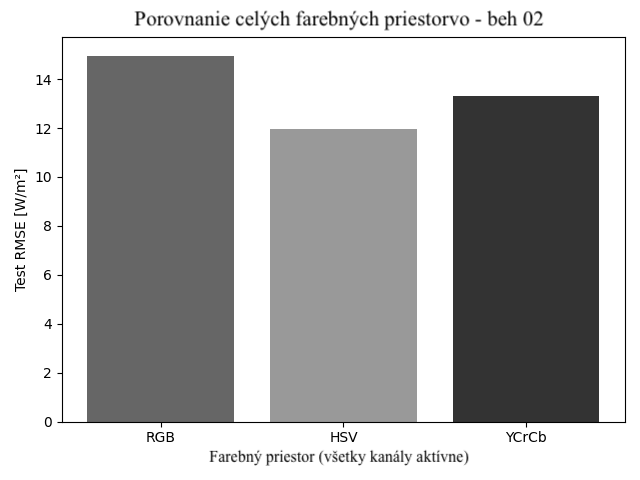 Porovnanie celých farebných priestorvo - beh 02
Test RMSE [W/m²]
14
12
10
8
6
4
2
0
RGB
HSV
YCrCb
Farebný priestor (všetky kanály aktívne)